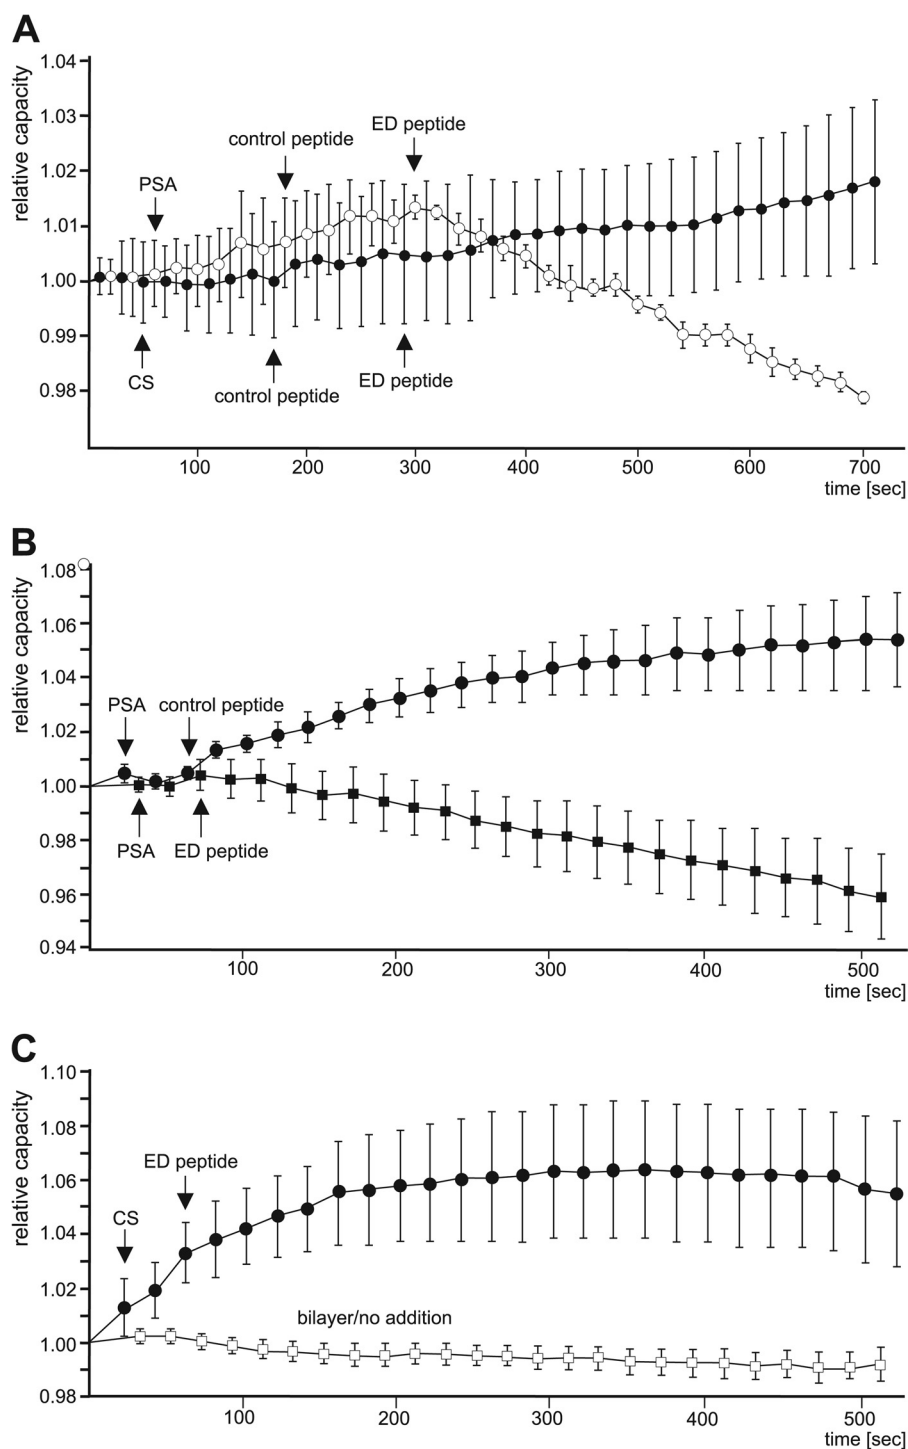 A
relative capacity
1.04
1.03
1.02
1.01
1.00
0.99
0.98
PSA
control peptide
ED peptide
CS
control peptide
ED peptide
100
200
300
400
500
600
700
time [sec]
B
relative capacity
1.08
1.06
1.04
1.02
1.00
0.98
0.96
0.94
PSA
control peptide
PSA
ED peptide
100
200
300
400
500
time [sec]
C
relative capacity
1.10
1.08
1.06
1.04
1.02
1.00
0.98
ED peptide
CS
bilayer/no addition
100
200
300
400
500
time [sec]